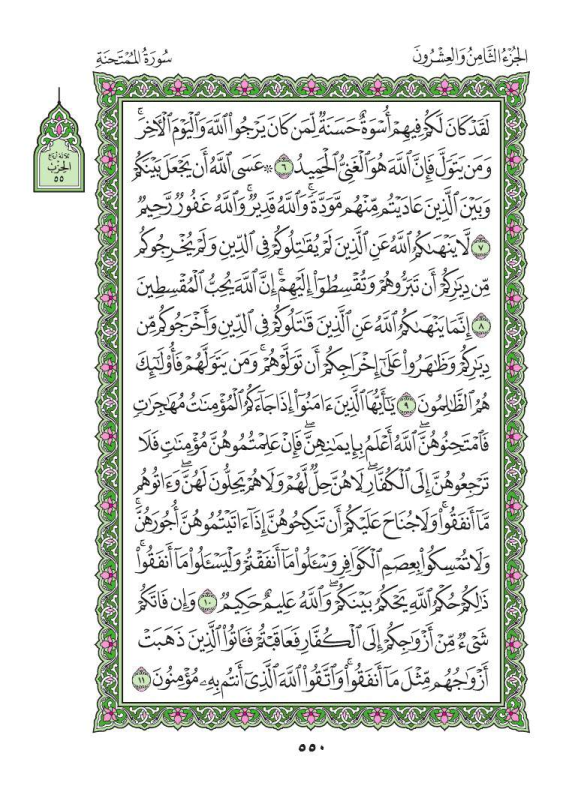 الجُزْءُ الثَّامِنُ وَالعِشْرُونَ
سُورَةُ المُمْتَحنَةِ
لَقَدۡ كَانَ لَكُمۡ فِيهِمۡ أُسۡوَةٌ حَسَنَةٞ لِّمَن كَانَ يَرۡجُواْ ٱللَّهَ وَٱلۡيَوۡمَ ٱلۡأٓخِرَۚ
وَمَن يَتَوَلَّ فَإِنَّ ٱللَّهَ هُوَ ٱلۡغَنِيُّ ٱلۡحَمِيدُ ٦ ۞ عَسَى ٱللَّهُ أَن يَجۡعَلَ بَيۡنَكُمۡ
وَبَيۡنَ ٱلَّذِينَ عَادَيۡتُم مِّنۡهُم مَّوَدَّةٗۚ وَٱللَّهُ قَدِيرٞۚ وَٱللَّهُ غَفُورٞ رَّحِيمٞ
٧ لَّا يَنۡهَىٰكُمُ ٱللَّهُ عَنِ ٱلَّذِينَ لَمۡ يُقَٰتِلُوكُمۡ فِي ٱلدِّينِ وَلَمۡ يُخۡرِجُوكُم
مِّن دِيَٰرِكُمۡ أَن تَبَرُّوهُمۡ وَتُقۡسِطُوٓاْ إِلَيۡهِمۡۚ إِنَّ ٱللَّهَ يُحِبُّ ٱلۡمُقۡسِطِينَ
٨ إِنَّمَا يَنۡهَىٰكُمُ ٱللَّهُ عَنِ ٱلَّذِينَ قَٰتَلُوكُمۡ فِي ٱلدِّينِ وَأَخۡرَجُوكُم مِّن
دِيَٰرِكُمۡ وَظَٰهَرُواْ عَلَىٰٓ إِخۡرَاجِكُمۡ أَن تَوَلَّوۡهُمۡۚ وَمَن يَتَوَلَّهُمۡ فَأُوْلَٰٓئِكَ
هُمُ ٱلظَّٰلِمُونَ ٩ يَٰٓأَيُّهَا ٱلَّذِينَ ءَامَنُوٓاْ إِذَا جَآءَكُمُ ٱلۡمُؤۡمِنَٰتُ مُهَٰجِرَٰتٖ
فَٱمۡتَحِنُوهُنَّۖ ٱللَّهُ أَعۡلَمُ بِإِيمَٰنِهِنَّۖ فَإِنۡ عَلِمۡتُمُوهُنَّ مُؤۡمِنَٰتٖ فَلَا
تَرۡجِعُوهُنَّ إِلَى ٱلۡكُفَّارِۖ لَا هُنَّ حِلّٞ لَّهُمۡ وَلَا هُمۡ يَحِلُّونَ لَهُنَّۖ وَءَاتُوهُم
مَّآ أَنفَقُواْۚ وَلَا جُنَاحَ عَلَيۡكُمۡ أَن تَنكِحُوهُنَّ إِذَآ ءَاتَيۡتُمُوهُنَّ أُجُورَهُنَّۚ
وَلَا تُمۡسِكُواْ بِعِصَمِ ٱلۡكَوَافِرِ وَسۡـَٔلُواْ مَآ أَنفَقۡتُمۡ وَلۡيَسۡـَٔلُواْ مَآ أَنفَقُواْۚ
ذَٰلِكُمۡ حُكۡمُ ٱللَّهِ يَحۡكُمُ بَيۡنَكُمۡۖ وَٱللَّهُ عَلِيمٌ حَكِيمٞ ١٠ وَإِن فَاتَكُمۡ
شَيۡءٞ مِّنۡ أَزۡوَٰجِكُمۡ إِلَى ٱلۡكُفَّارِ فَعَاقَبۡتُمۡ فَـَٔاتُواْ ٱلَّذِينَ ذَهَبَتۡ
أَزۡوَٰجُهُم مِّثۡلَ مَآ أَنفَقُواْۚ وَٱتَّقُواْ ٱللَّهَ ٱلَّذِيٓ أَنتُم بِهِۦ مُؤۡمِنُونَ ١١
ثلاثة أرباع
الحزب
٥٥
٥٥٠